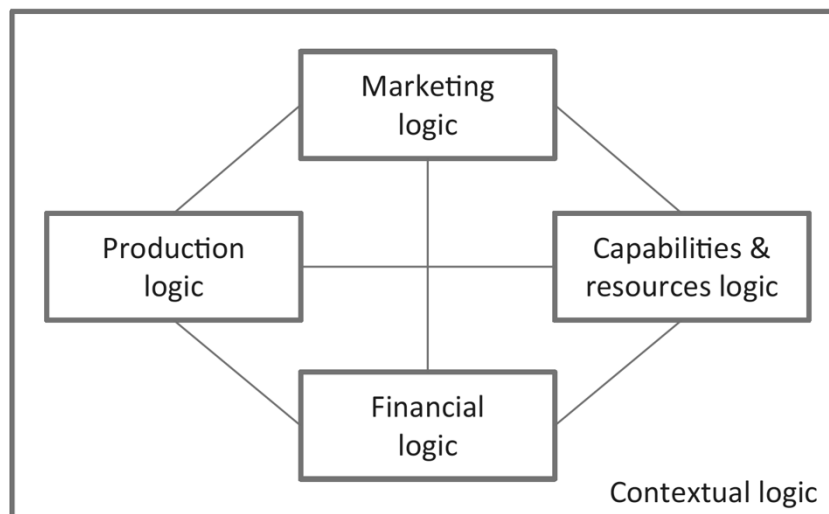 Marketing
logic
Production
logic
Capabilities &
resources logic
Financial
logic
Contextual logic